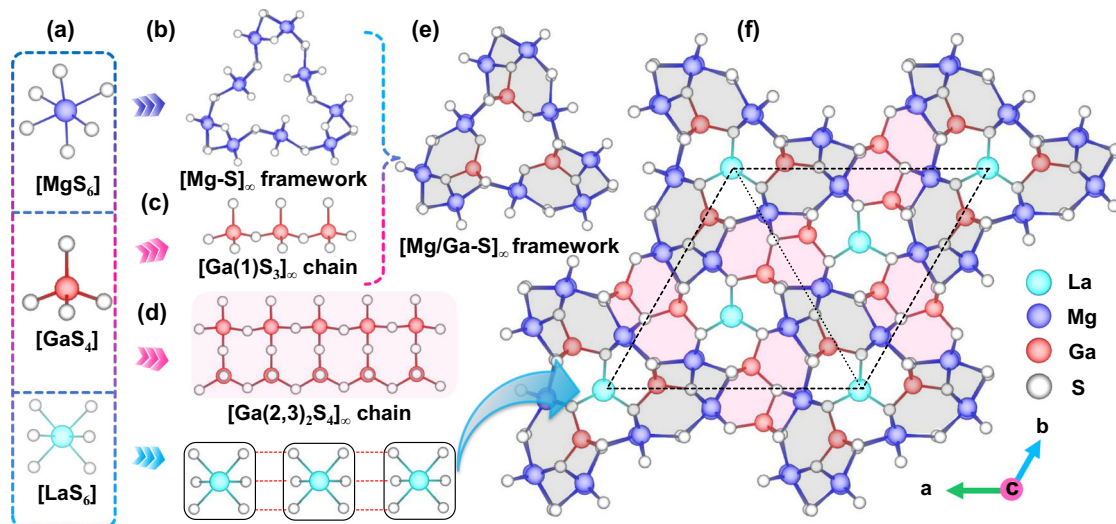 (a)
[MgS₆]
[GaS₄]
[LaS₆]
(b)
[Mg-S]∞ framework
(c)
[Ga(1)S₃]∞ chain
(d)
[Ga(2,3)₂S₄]∞ chain
(e)
[Mg/Ga-S]∞ framework
(f)
La
Mg
Ga
S
b
a
c